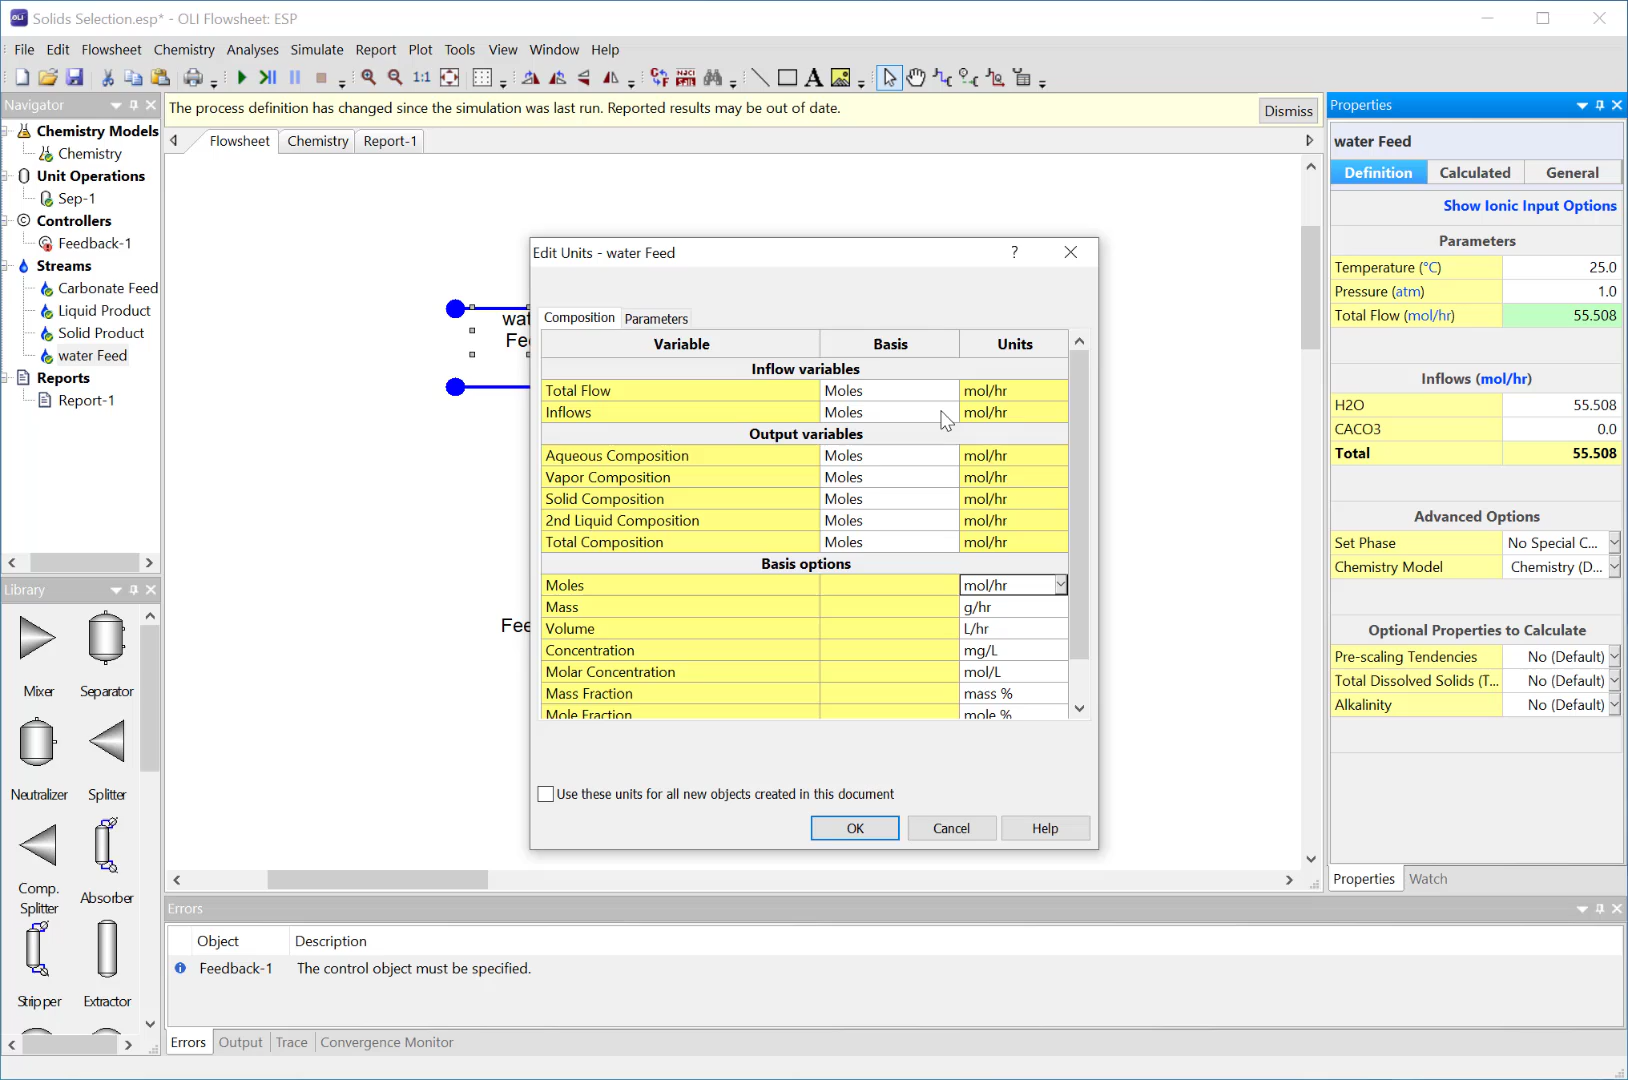 Solids Selection.esp* - OLI Flowsheet: ESP
File Edit Flowsheet Chemistry Analyses Simulate Report Plot Tools View Window Help
1:1
Navigator
Chemistry Models
Chemistry
Unit Operations
Sep-1
Controllers
Feedback-1
Streams
Carbonate Feed
Liquid Product
Solid Product
water Feed
Reports
Report-1
Library
Mixer Separator
Neutralizer Splitter
Comp. Splitter Absorber
Stripper Extractor
The process definition has changed since the simulation was last run. Reported results may be out of date.
Dismiss
Flowsheet Chemistry Report-1
Edit Units - water Feed
?
Composition Parameters
Variable Basis Units
Inflow variables
Total Flow Moles mol/hr
Inflows Moles mol/hr
Output variables
Aqueous Composition Moles mol/hr
Vapor Composition Moles mol/hr
Solid Composition Moles mol/hr
2nd Liquid Composition Moles mol/hr
Total Composition Moles mol/hr
Basis options
Moles mol/hr
Mass g/hr
Volume L/hr
Concentration mg/L
Molar Concentration mol/L
Mass Fraction mass %
Mole Fraction mole %
Use these units for all new objects created in this document
OK Cancel Help
Properties
water Feed
Definition Calculated General
Show Ionic Input Options
Parameters
Temperature (°C) 25.0
Pressure (atm) 1.0
Total Flow (mol/hr) 55.508
Inflows (mol/hr)
H2O 55.508
CACO3 0.0
Total 55.508
Advanced Options
Set Phase No Special C...
Chemistry Model Chemistry (D...
Optional Properties to Calculate
Pre-scaling Tendencies No (Default)
Total Dissolved Solids (T... No (Default)
Alkalinity No (Default)
Properties Watch
Errors
Object Description
Feedback-1 The control object must be specified.
Errors Output Trace Convergence Monitor